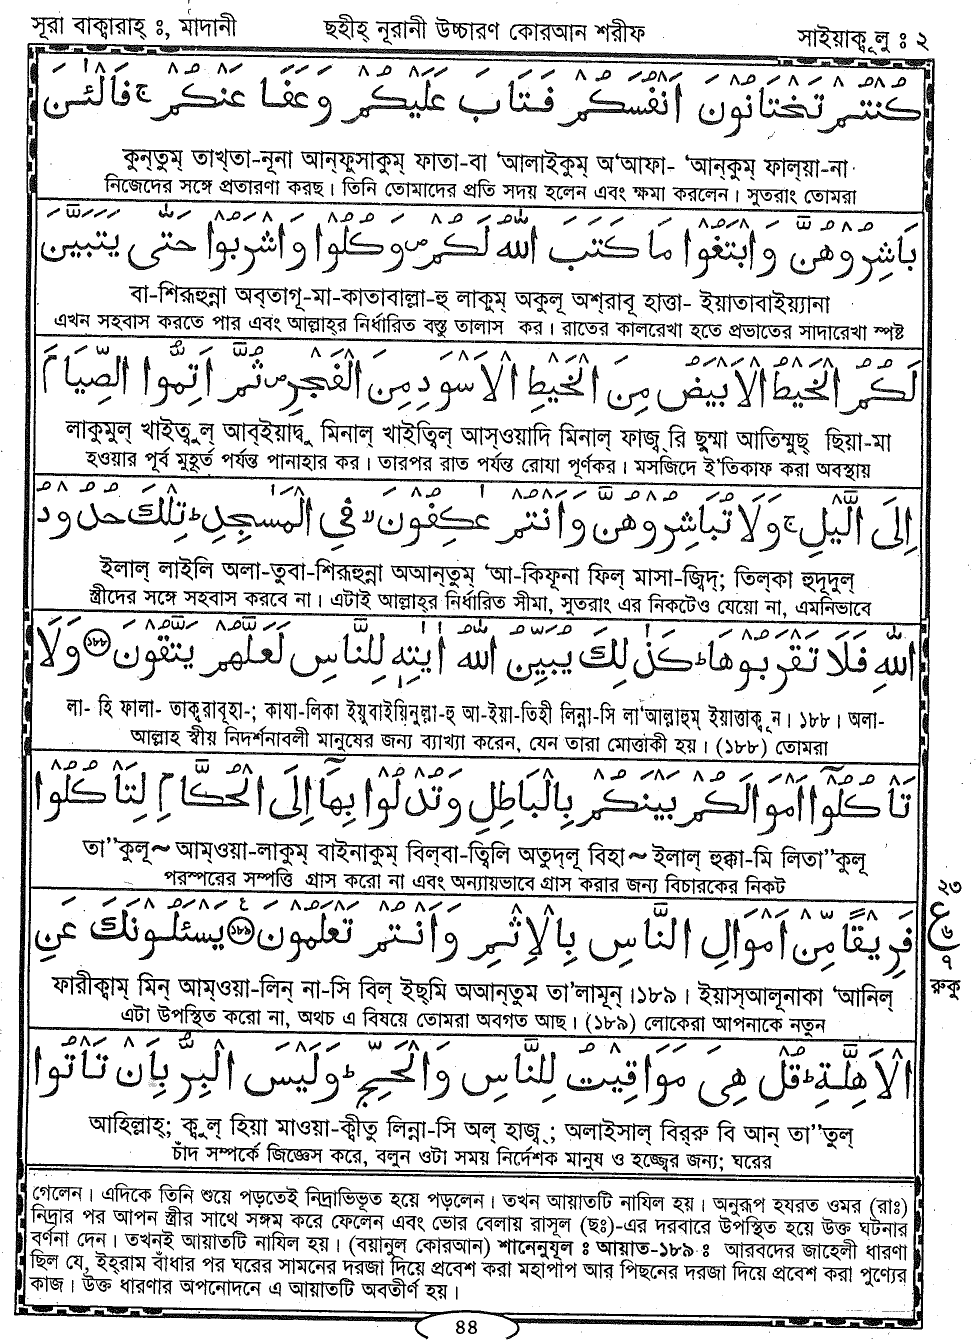 সূরা বাক্বারাহ্ ঃ, মাদানী
ছহীহ্ নূরানী উচ্চারণ কোরআন শরীফ
সাইয়াক্বূলু ঃ ২
كُنْتُمْ تَخْتَانُونَ أَنْفُسَكُمْ فَتَابَ عَلَيْكُمْ وَعَفَا عَنْكُمْ ۚ فَالْئٰنَ
কুন্তুম্ তাখ্তা-নূনা আন্ফুসাকুম্ ফাতা-বা ‘আলাইকুম্ অ‘আফা- ‘আন্কুম্ ফাল্য়া-না
নিজেদের সঙ্গে প্রতারণা করছ। তিনি তোমাদের প্রতি সদয় হলেন এবং ক্ষমা করলেন। সুতরাং তোমরা
بَاشِرُوهُنَّ وَابْتَغُوا مَا كَتَبَ اللّٰهُ لَكُمْ ۪ وَكُلُوا وَاشْرَبُوا حَتّٰى يَتَبَيَّنَ
বা-শিরূহুন্না অব্তাগূ-মা-কাতাবাল্লা-হু লাকুম্ অকুলূ অশ্রাবূ হাত্তা- ইয়াতাবাইয়্যানা
এখন সহবাস করতে পার এবং আল্লাহ্‌র নির্ধারিত বস্তু তালাস কর। রাতের কালরেখা হতে প্রভাতের সাদারেখা স্পষ্ট
لَكُمُ الْخَيْطُ الْأَبْيَضُ مِنَ الْخَيْطِ الْأَسْوَدِ مِنَ الْفَجْرِ ۪ ثُمَّ أَتِمُّوا الصِّيَامَ
লাকুমুল্ খাইত্বুল্ আব্ইয়াদ্বু মিনাল্ খাইত্বিল্ আস্ওয়াদি মিনাল্ ফাজ্ব্রি ছুম্মা আতিম্মুছ্ ছিয়া-মা
হওয়ার পূর্ব মুহূর্ত পর্যন্ত পানাহার কর। তারপর রাত পর্যন্ত রোযা পূর্ণকর। মসজিদে ই'তিকাফ করা অবস্থায়
إِلَى الَّيْلِ ۚ وَلَا تُبَاشِرُوهُنَّ وَأَنْتُمْ عٰكِفُونَ ۙ فِي الْمَسٰجِدِ ۗ تِلْكَ حُدُودُ
ইলাল্ লাইলি অলা-তুবা-শিরূহুন্না অআন্তুম্ ‘আ-কিফূনা ফিল্ মাসা-জ্বিদ্; তিল্কা হুদূদুল্
স্ত্রীদের সঙ্গে সহবাস করবে না। এটাই আল্লাহ্‌র নির্ধারিত সীমা, সুতরাং এর নিকটেও যেয়ো না, এমনিভাবে
اللّٰهِ فَلَا تَقْرَبُوهَا ۗ كَذٰلِكَ يُبَيِّنُ اللّٰهُ اٰيٰتِهٖ لِلنَّاسِ لَعَلَّهُمْ يَتَّقُونَ ۝١٨٨ وَلَا
লা- হি ফালা- তাক্ব্রাবূহা-; কাযা-লিকা ইয়ুবাইয়িনুল্লা-হু আ-ইয়া-তিহী লিন্না-সি লা‘আল্লাহুম্ ইয়াত্তাক্বূন। ১৮৮। অলা-
আল্লাহ স্বীয় নিদর্শনাবলী মানুষের জন্য ব্যাখ্যা করেন, যেন তারা মোত্তাকী হয়। (১৮৮) তোমরা
تَأْكُلُوٓا أَمْوَالَكُمْ بَيْنَكُمْ بِالْبَاطِلِ وَتُدْلُوا بِهَآ إِلَى الْحُكَّامِ لِتَأْكُلُوا
তা’’কুলূ~ আম্ওয়া-লাকুম্ বাইনাকুম্ বিল্বা-ত্বিলি অতুদ্লূ বিহা~ ইলাল্ হুক্কা-মি লিতা’’কুলূ
পরস্পরের সম্পত্তি গ্রাস করো না এবং অন্যায়ভাবে গ্রাস করার জন্য বিচারকের নিকট
فَرِيقًا مِّنْ أَمْوَالِ النَّاسِ بِالْإِثْمِ وَأَنْتُمْ تَعْلَمُونَ ۝١٨٩ يَسْئَلُونَكَ عَنِ
২৩
ع
৬
৭
রুকু
ফারীক্বাম্ মিন্ আম্ওয়া-লিন্ না-সি বিল্ ইছ্মি অআন্তুম তা'লামূন্।১৮৯। ইয়াস্আলূনাকা ‘আনিল্
এটা উপস্থিত করো না, অথচ এ বিষয়ে তোমরা অবগত আছ। (১৮৯) লোকেরা আপনাকে নতুন
الْأَهِلَّةِ ۗ قُلْ هِيَ مَوَاقِيتُ لِلنَّاسِ وَالْحَجِّ ۗ وَلَيْسَ الْبِرُّ بِأَنْ تَأْتُوا
আহিল্লাহ্; ক্বুল্ হিয়া মাওয়া-ক্বীতু লিন্না-সি অল্ হাজ্ব্; অলাইসাল্ বির্রু বি আন্ তা’’তুল্
চাঁদ সম্পর্কে জিজ্ঞেস করে, বলুন ওটা সময় নির্দেশক মানুষ ও হজ্জের জন্য; ঘরের
গেলেন। এদিকে তিনি শুয়ে পড়তেই নিদ্রাভিভূত হয়ে পড়লেন। তখন আয়াতটি নাযিল হয়। অনুরূপ হযরত ওমর (রাঃ)
নিদ্রার পর আপন স্ত্রীর সাথে সঙ্গম করে ফেলেন এবং ভোর বেলায় রাসূল (ছঃ)-এর দরবারে উপস্থিত হয়ে উক্ত ঘটনার
বর্ণনা দেন। তখনই আয়াতটি নাযিল হয়। (বয়ানুল কোরআন) শানেনুযুল ঃ আয়াত-১৮৯ ঃ আরবদের জাহেলী ধারণা
ছিল যে, ইহ্‌রাম বাঁধার পর ঘরের সামনের দরজা দিয়ে প্রবেশ করা মহাপাপ আর পিছনের দরজা দিয়ে প্রবেশ করা পুণ্যের
কাজ। উক্ত ধারণার অপনোদনে এ আয়াতটি অবতীর্ণ হয়।
88